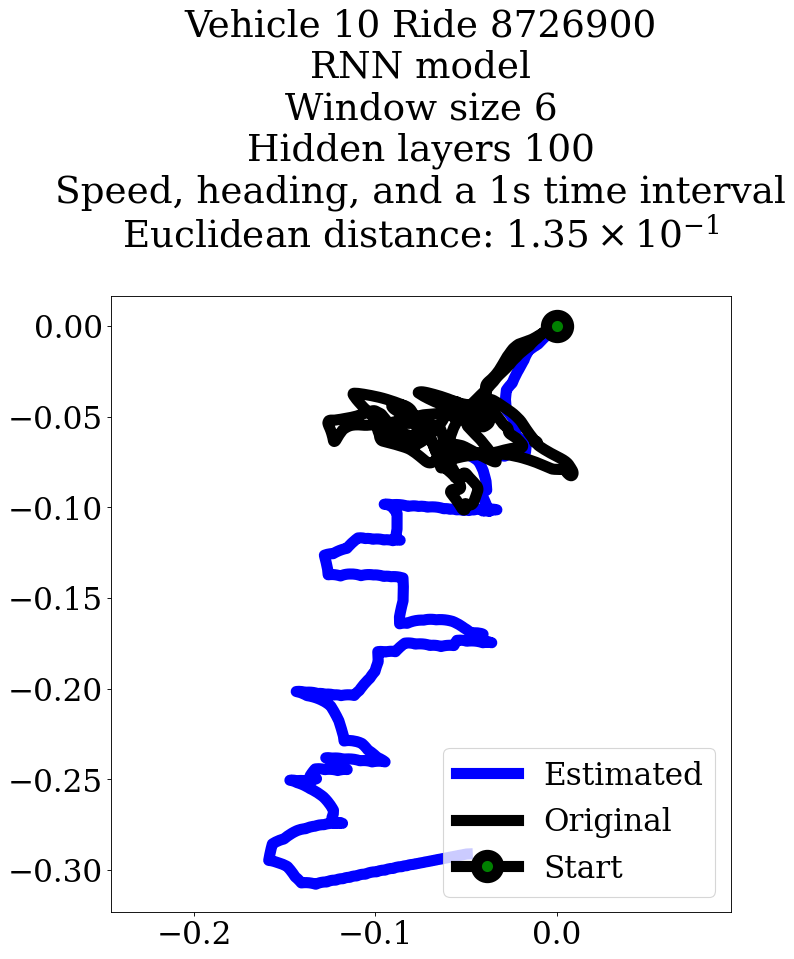 Vehicle 10 Ride 8726900
RNN model
Window size 6
Hidden layers 100
Speed, heading, and a 1s time interval
Euclidean distance: 1.35 × 10⁻¹
0.00
−0.05
−0.10
−0.15
−0.20
−0.25
−0.30
Estimated
Original
Start
−0.2 −0.1 0.0